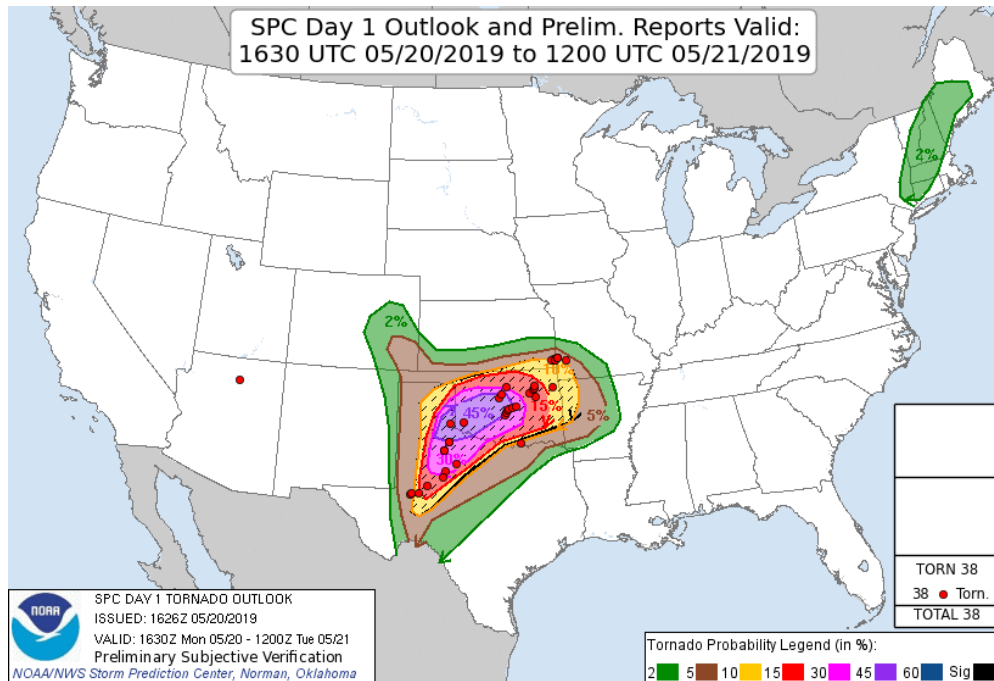 SPC Day 1 Outlook and Prelim. Reports Valid:
1630 UTC 05/20/2019 to 1200 UTC 05/21/2019
2%
2%
10%
45%
15%
5%
30%
TORN 38
38 Torn.
TOTAL 38
NOAA
SPC DAY 1 TORNADO OUTLOOK
ISSUED: 1626Z 05/20/2019
VALID: 1630Z Mon 05/20 - 1200Z Tue 05/21
Preliminary Subjective Verification
NOAA/NWS Storm Prediction Center, Norman, Oklahoma
Tornado Probability Legend (in %):
2 5 10 15 30 45 60 Sig